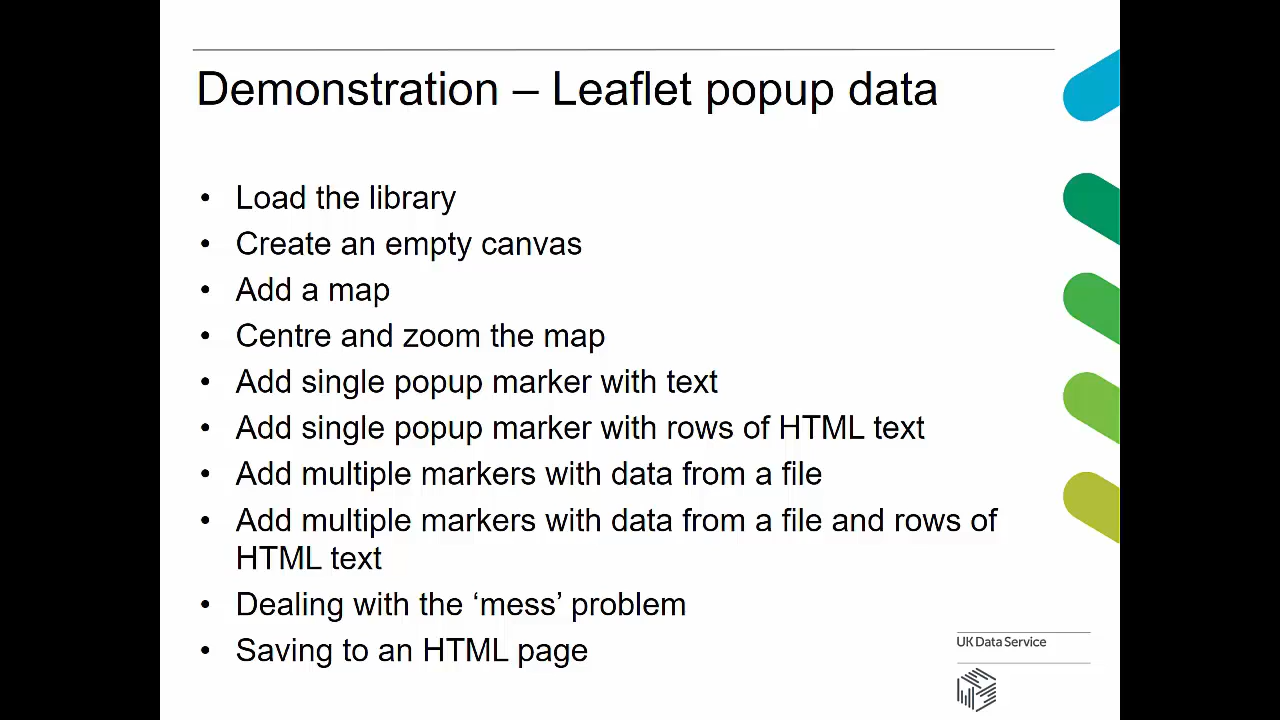 Demonstration – Leaflet popup data
• Load the library
• Create an empty canvas
• Add a map
• Centre and zoom the map
• Add single popup marker with text
• Add single popup marker with rows of HTML text
• Add multiple markers with data from a file
• Add multiple markers with data from a file and rows of
HTML text
• Dealing with the ‘mess’ problem
• Saving to an HTML page
UK Data Service